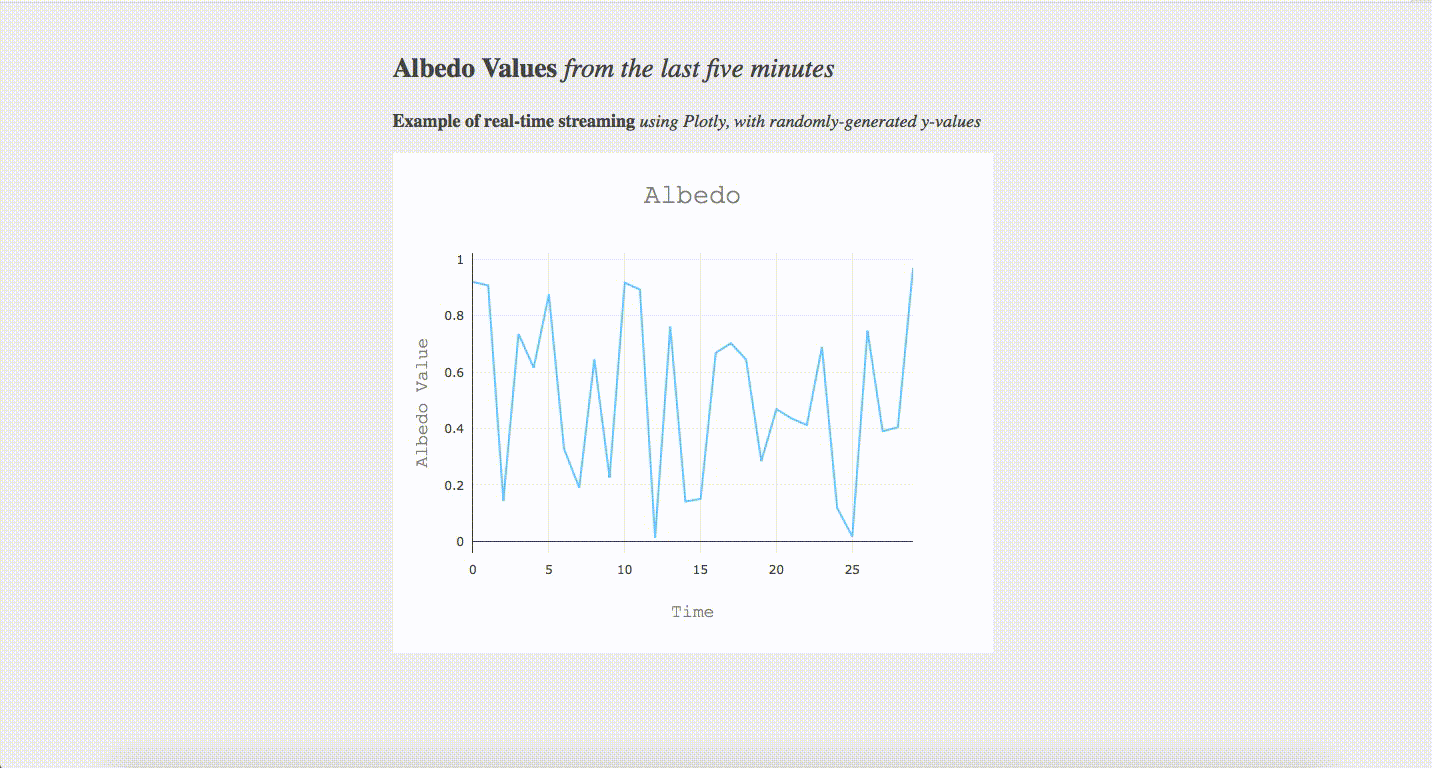 Albedo Values from the last five minutes
Example of real-time streaming using Plotly, with randomly-generated y-values
Albedo
Albedo Value
1
0.8
0.6
0.4
0.2
0
0 5 10 15 20 25
Time